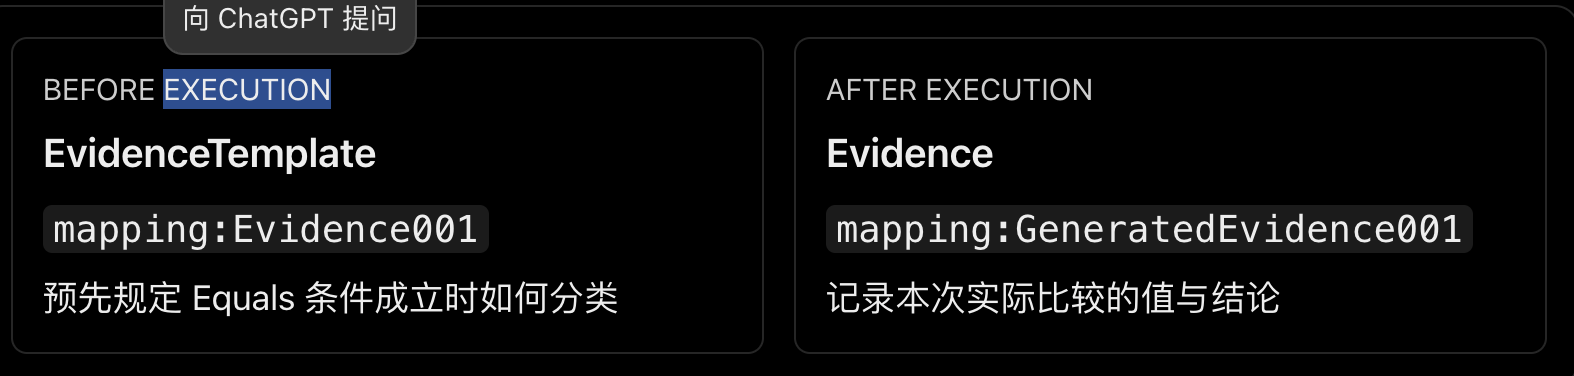 向 ChatGPT 提问
BEFORE EXECUTION
EvidenceTemplate
mapping:Evidence001
预先规定 Equals 条件成立时如何分类
AFTER EXECUTION
Evidence
mapping:GeneratedEvidence001
记录本次实际比较的值与结论